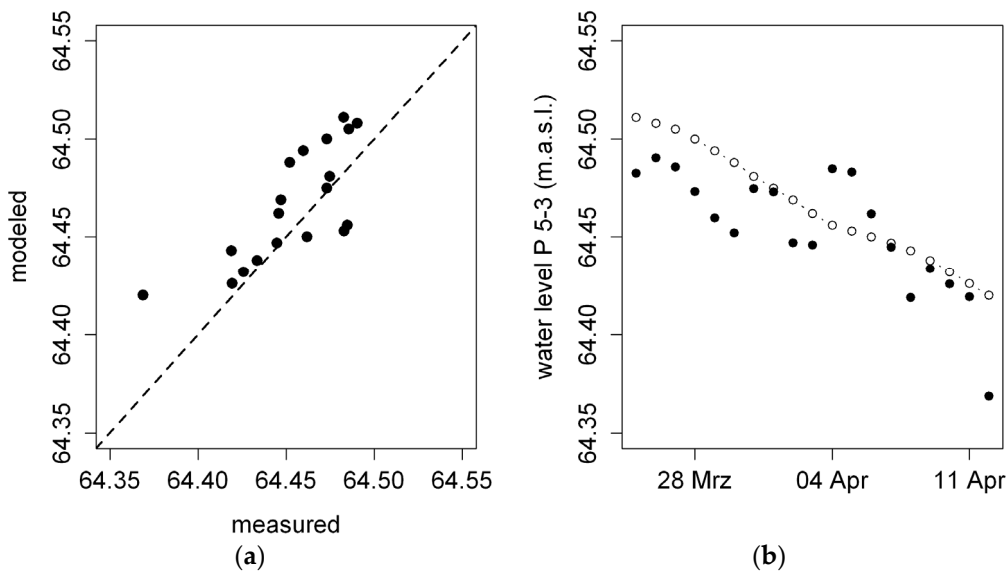 64.55
64.50
64.45
64.40
64.35
modeled
64.35 64.40 64.45 64.50 64.55
measured
(a)
64.55
64.50
64.45
64.40
64.35
water level P 5-3 (m.a.s.l.)
28 Mrz 04 Apr 11 Apr
(b)